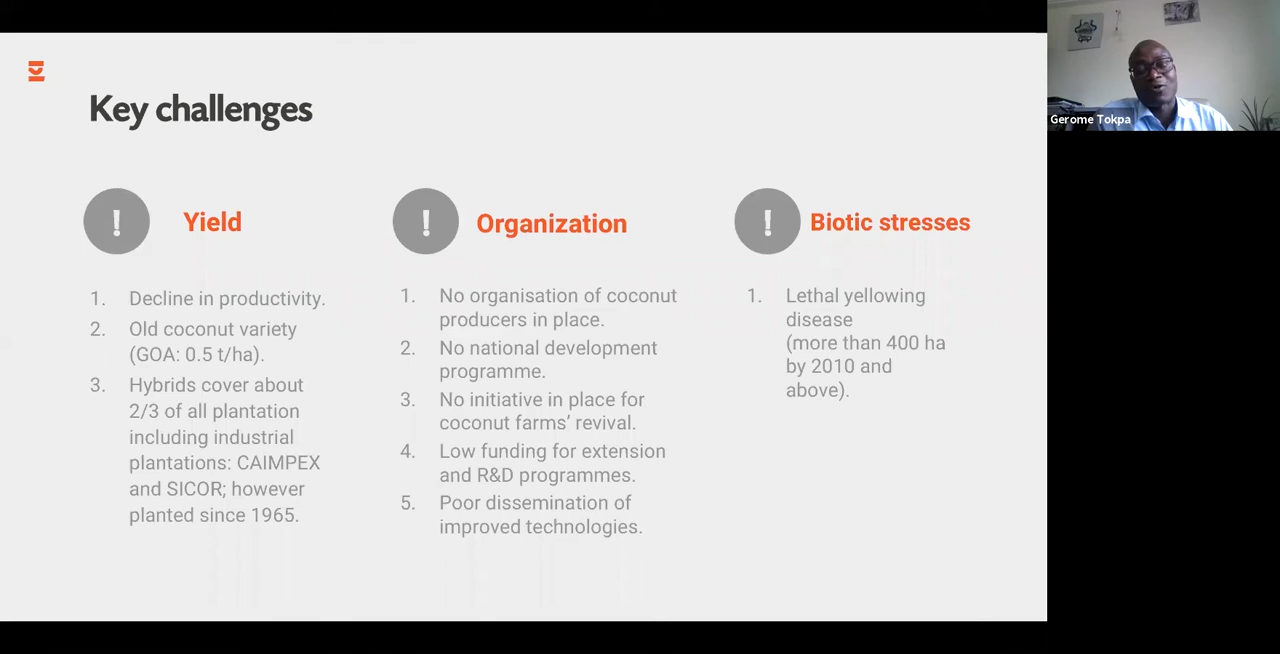 Key challenges
!
Yield
1. Decline in productivity.
2. Old coconut variety
(GOA: 0.5 t/ha).
3. Hybrids cover about
2/3 of all plantation
including industrial
plantations: CAIMPEX
and SICOR; however
planted since 1965.
!
Organization
1. No organisation of coconut
producers in place.
2. No national development
programme.
3. No initiative in place for
coconut farms’ revival.
4. Low funding for extension
and R&D programmes.
5. Poor dissemination of
improved technologies.
!
Biotic stresses
1. Lethal yellowing
disease
(more than 400 ha
by 2010 and
above).
Gerome Tokpa